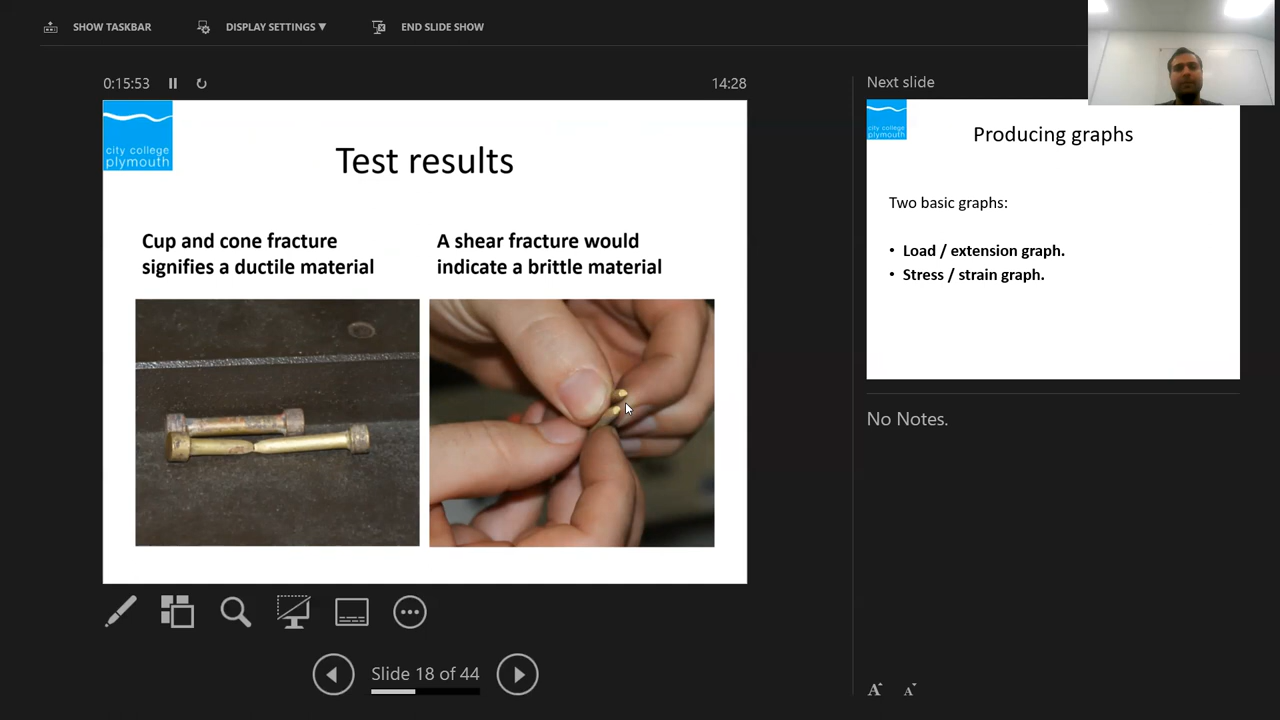 SHOW TASKBAR
DISPLAY SETTINGS ▼
END SLIDE SHOW
0:15:53
14:28
city college
plymouth
Test results
Cup and cone fracture
signifies a ductile material
A shear fracture would
indicate a brittle material
Slide 18 of 44
Next slide
city college
plymouth
Producing graphs
Two basic graphs:
• Load / extension graph.
• Stress / strain graph.
No Notes.
A A